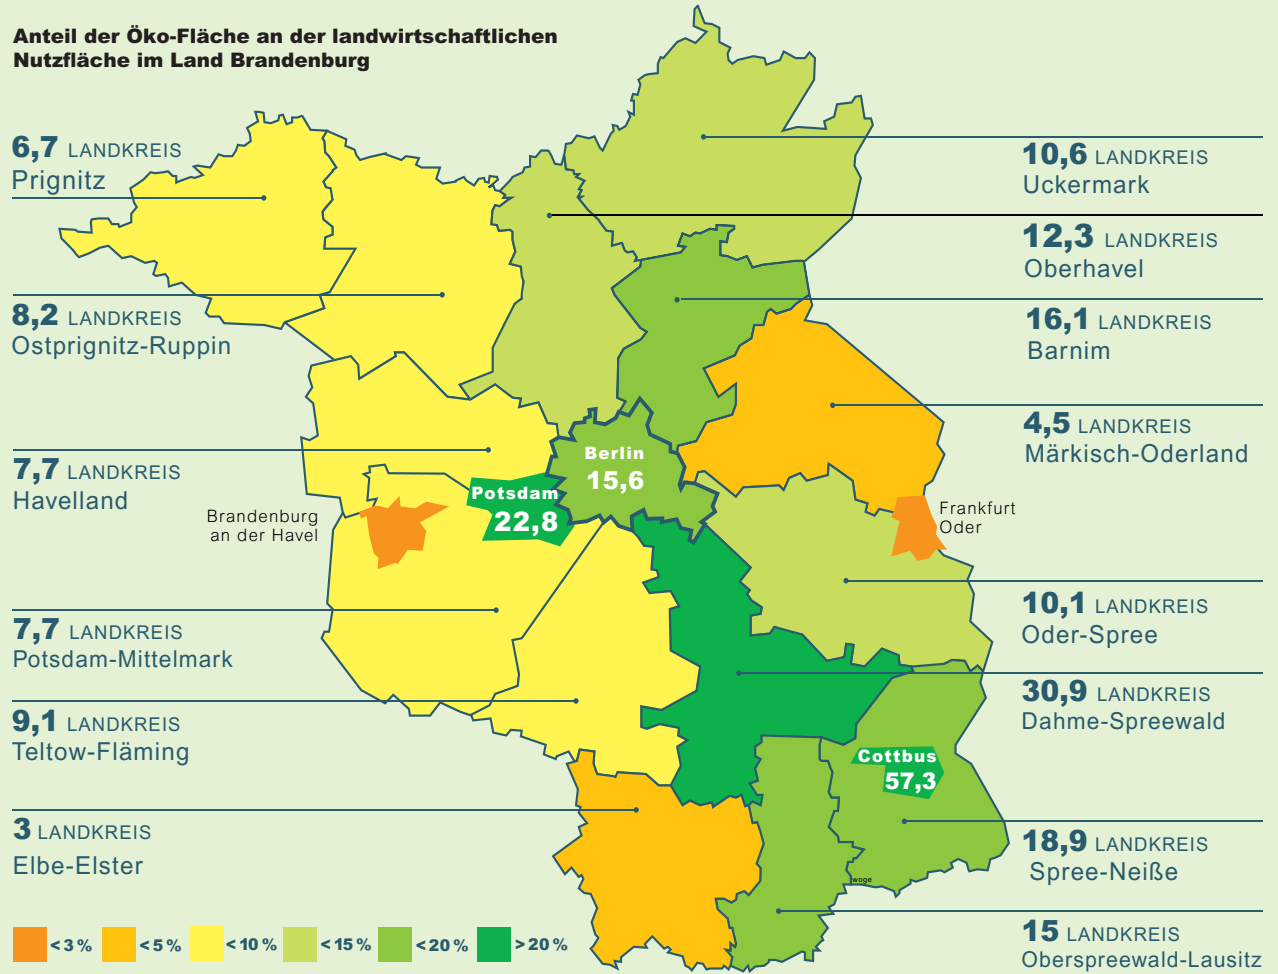 Anteil der Öko-Fläche an der landwirtschaftlichen
Nutzfläche im Land Brandenburg
6,7 LANDKREIS
Prignitz
8,2 LANDKREIS
Ostprignitz-Ruppin
7,7 LANDKREIS
Havelland
7,7 LANDKREIS
Potsdam-Mittelmark
9,1 LANDKREIS
Teltow-Fläming
3 LANDKREIS
Elbe-Elster
Brandenburg
an der Havel
Potsdam
22,8
Berlin
15,6
Frankfurt
Oder
Cottbus
57,3
woge
10,6 LANDKREIS
Uckermark
12,3 LANDKREIS
Oberhavel
16,1 LANDKREIS
Barnim
4,5 LANDKREIS
Märkisch-Oderland
10,1 LANDKREIS
Oder-Spree
30,9 LANDKREIS
Dahme-Spreewald
18,9 LANDKREIS
Spree-Neiße
15 LANDKREIS
Oberspreewald-Lausitz
<3% <5% <10% <15% <20% >20%